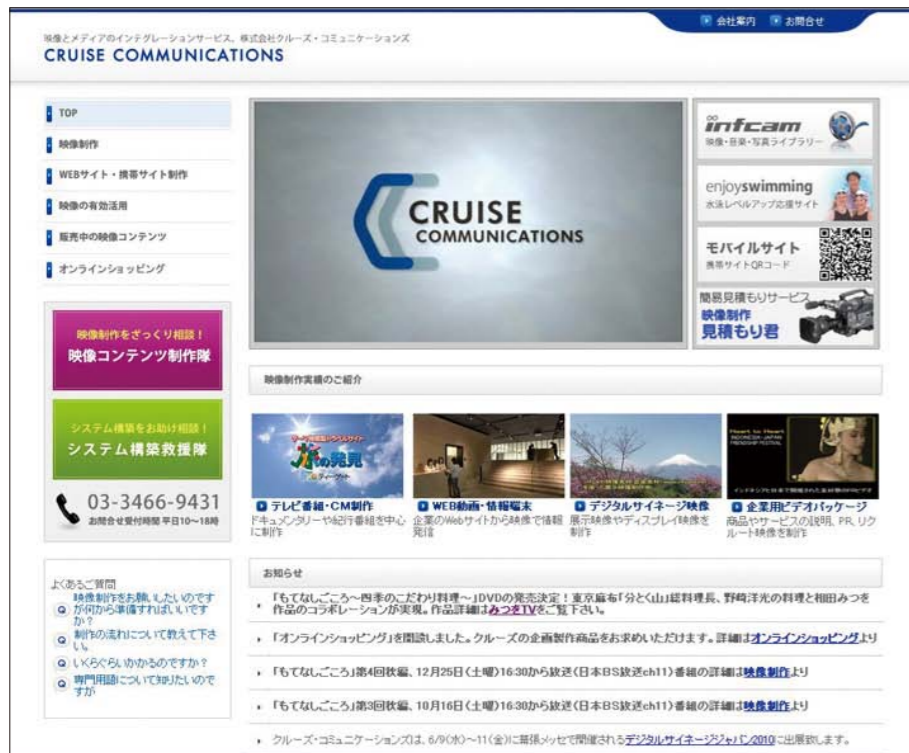 会社案内 お問合せ
映像とメディアのインテグレーションサービス。株式会社クルーズ・コミュニケーションズ
CRUISE COMMUNICATIONS
TOP
映像制作
WEBサイト・携帯サイト制作
映像の有効活用
販売中の映像コンテンツ
オンラインショッピング
映像制作をざっくり相談！
映像コンテンツ制作隊
システム構築をお助け相談！
システム構築救援隊
03-3466-9431
お問合せ受付時間 平日10～18時
よくあるご質問
映像制作をお願いしたいのです
が何から準備すればいいです
か？
制作の流れについて教えて下さ
い。
いくらぐらいかかるのですか？
専門用語について知りたいので
すが
CRUISE
COMMUNICATIONS
infcam
映像・音楽・写真ライブラリー
enjoyswimming
水泳レベルアップ応援サイト
モバイルサイト
携帯サイトQRコード
簡易見積もりサービス
映像制作
見積もり君
映像制作実績のご紹介
の発見
ティーゲート
Heart to Heart
INDONESIA - JAPAN
FRIENDSHIP FESTIVAL
テレビ番組・CM制作
ドキュメンタリーや紀行番組を中心
に制作
WEB動画・情報端末
企業のWebサイトから映像で情報
発信
デジタルサイネージ映像
展示映像やディスプレイ映像を
制作
企業用ビデオパッケージ
商品やサービスの説明、PR、リク
ルート映像を制作
お知らせ
「もてなしごころ～四季のこだわり料理～」DVDの発売決定！東京麻布「分とく山」総料理長、野崎洋光の料理と相田みつを
作品のコラボレーションが実現。作品詳細はみつをTVをご覧下さい。
「オンラインショッピング」を開設しました。クルーズの企画製作商品をお求めいただけます。詳細はオンラインショッピングより
「もてなしごころ」第4回秋編、12月25日（土曜）16:30から放送（日本BS放送ch11）番組の詳細は映像制作より
「もてなしごころ」第3回秋編、10月16日（土曜）16:30から放送（日本BS放送ch11）番組の詳細は映像制作より
クルーズ・コミュニケーションズは、6/9（水）～11（金）に幕張メッセで開催されるデジタルサイネージジャパン2010に出展致します。